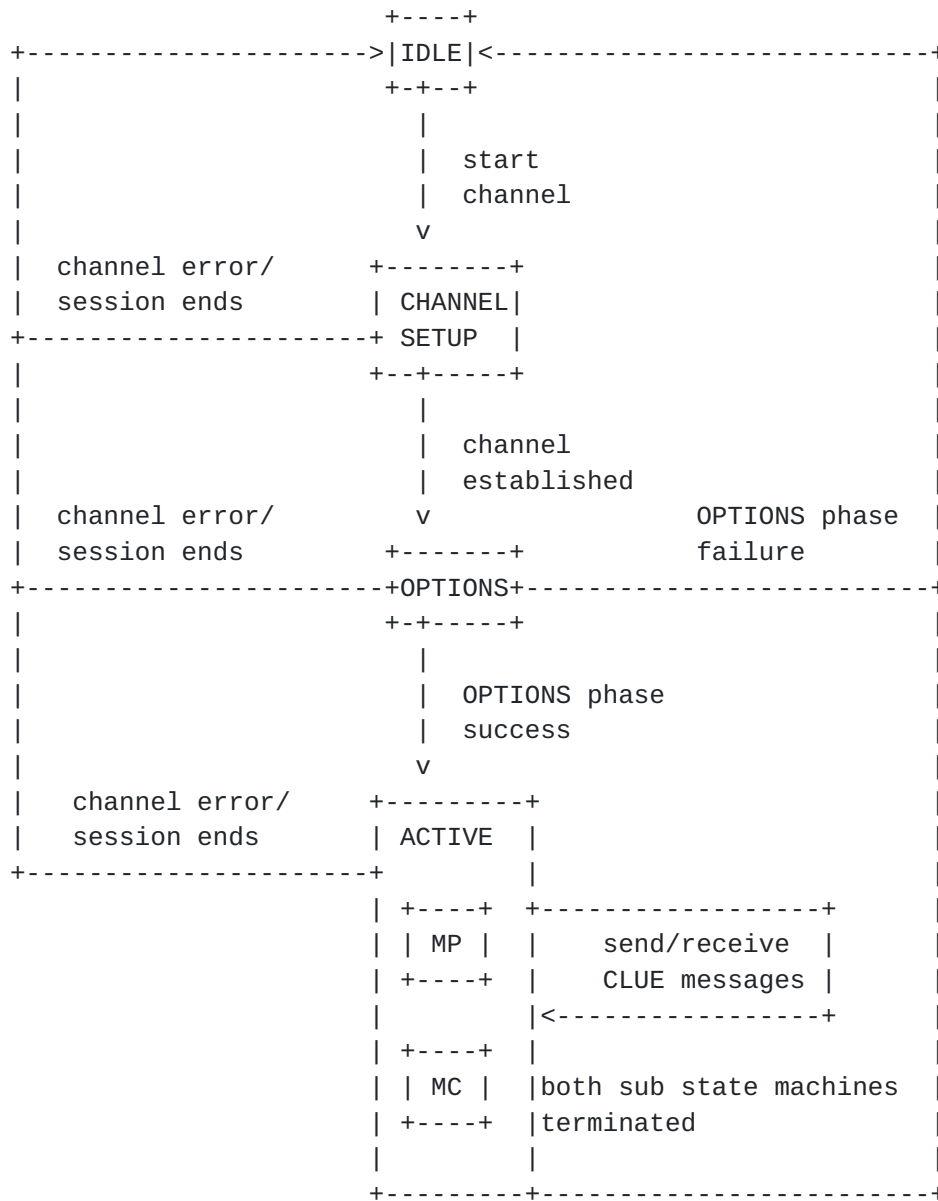 IDLE
start
channel
channel error/
session ends
CHANNEL
SETUP
channel
established
channel error/
session ends
OPTIONS phase
failure
OPTIONS
OPTIONS phase
success
channel error/
session ends
ACTIVE
MP
send/receive
CLUE messages
MC
both sub state machines
terminated